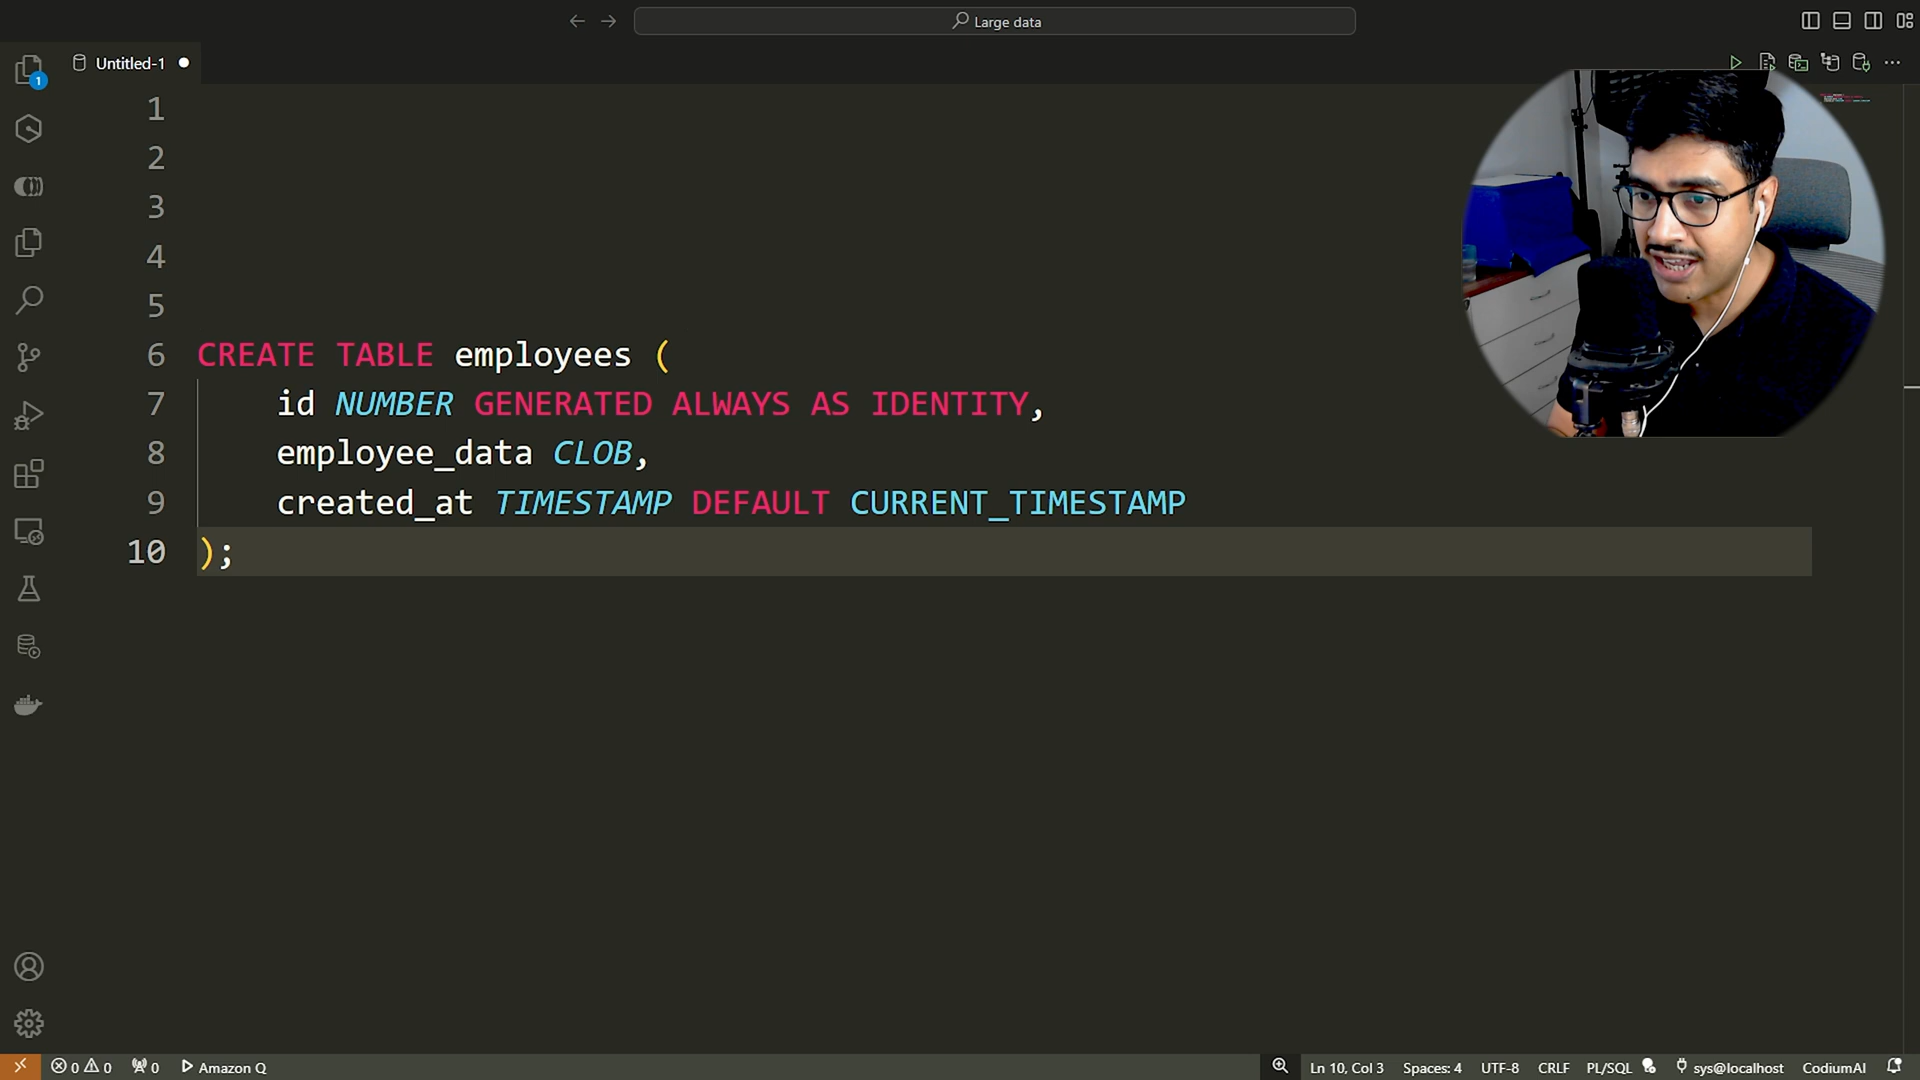 Large data
1
Untitled-1
1
2
3
4
5
6 CREATE TABLE employees (
7 id NUMBER GENERATED ALWAYS AS IDENTITY,
8 employee_data CLOB,
9 created_at TIMESTAMP DEFAULT CURRENT_TIMESTAMP
10 );
0 0 0 Amazon Q Ln 10, Col 3 Spaces: 4 UTF-8 CRLF PL/SQL sys@localhost CodiumAI